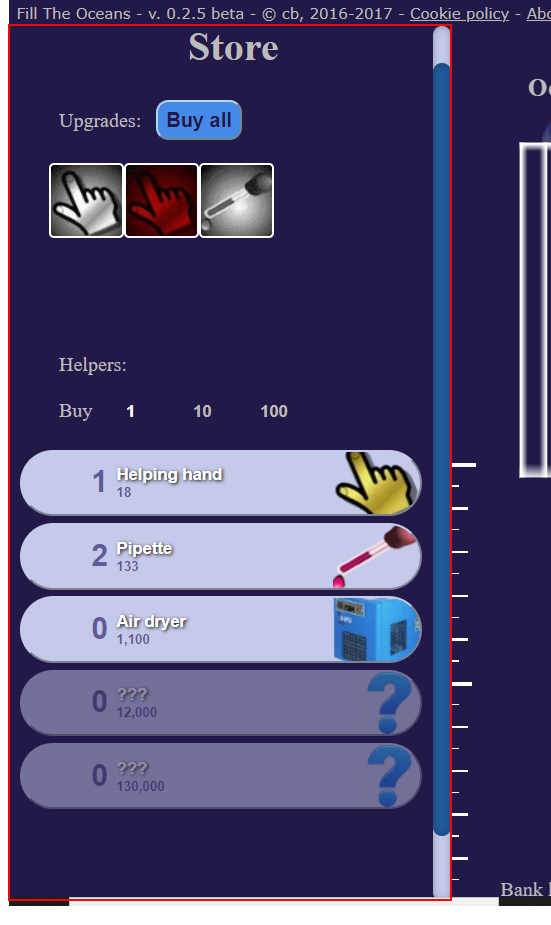 Fill The Oceans - v. 0.2.5 beta - © cb, 2016-2017 - Cookie policy -
Store
Upgrades: Buy all
Helpers:
Buy 1 10 100
1 Helping hand
18
2 Pipette
133
0 Air dryer
1,100
0 ???
12,000
0 ???
130,000
Bank